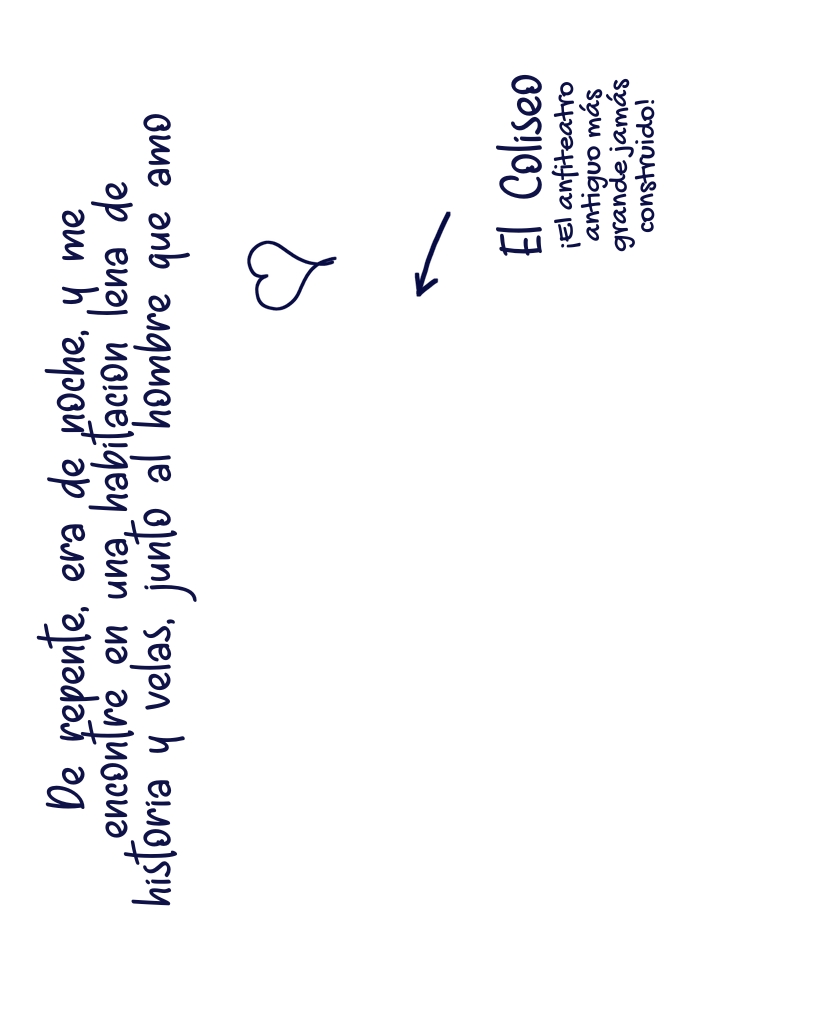 De repente, era de noche, y me
encontre en una habitacion lena de
historia y velas, junto al hombre que amo
El Coliseo
¡El anfiteatro
antiguo más
grande jamás
construido!